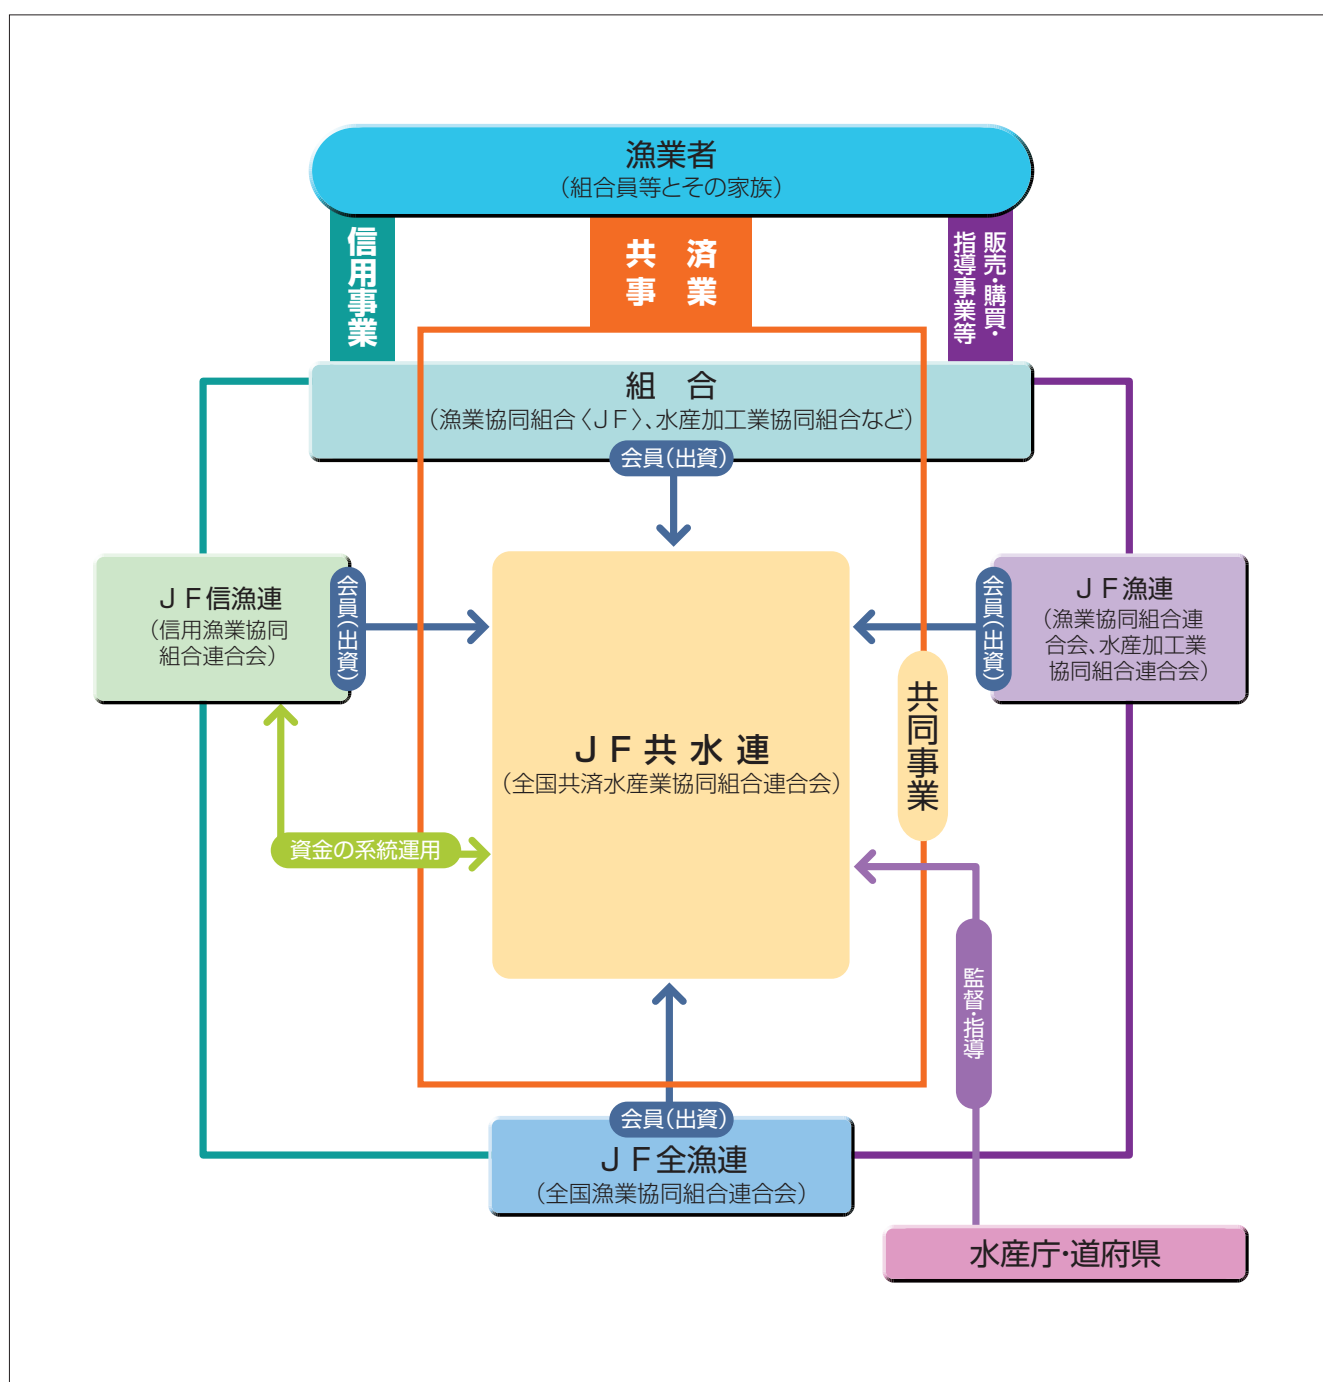 漁業者
（組合員等とその家族）
信用事業
共　済
事　業
販売・購買・
指導事業等
組　合
（漁業協同組合〈ＪＦ〉、水産加工業協同組合など）
会員（出資）
ＪＦ信漁連
（信用漁業協同
組合連合会）
会員（出資）
会員（出資）
ＪＦ漁連
（漁業協同組合連
合会、水産加工業
協同組合連合会）
共同事業
ＪＦ共水連
（全国共済水産業協同組合連合会）
資金の系統運用
監督・指導
会員（出資）
ＪＦ全漁連
（全国漁業協同組合連合会）
水産庁・道府県